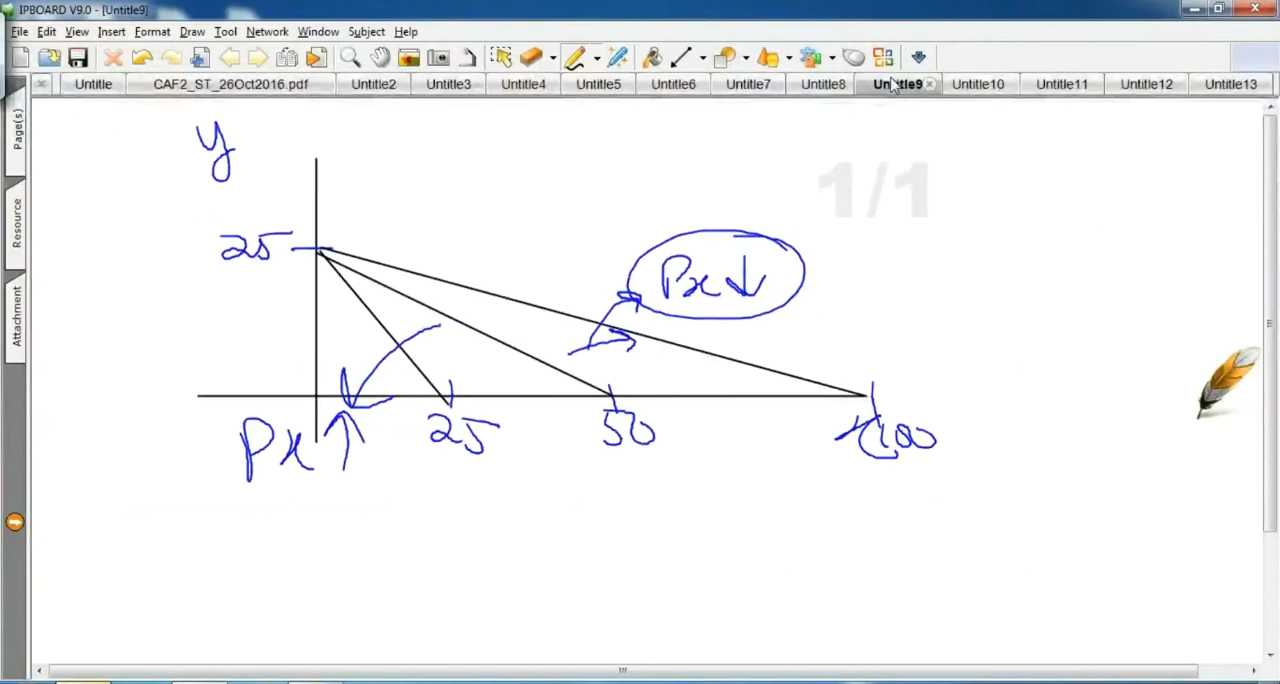 IPBOARD V9.0 - [Untitle9]
File Edit View Insert Format Draw Tool Network Window Subject Help
Untitle CAF2_ST_26Oct2016.pdf Untitle2 Untitle3 Untitle4 Untitle5 Untitle6 Untitle7 Untitle8 Untitle9 Untitle10 Untitle11 Untitle12 Untitle13
Page(s)
Resource
Attachment
y
1/1
25
Px ↓
Px ↑
25
50
100